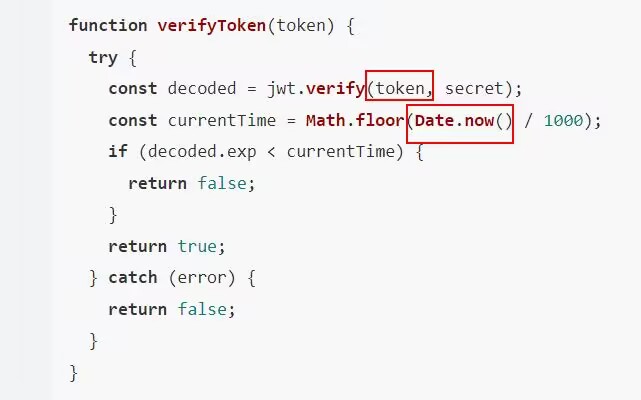 function verifyToken(token) {
try {
const decoded = jwt.verify(token, secret);
const currentTime = Math.floor(Date.now() / 1000);
if (decoded.exp < currentTime) {
return false;
}
return true;
} catch (error) {
return false;
}
}